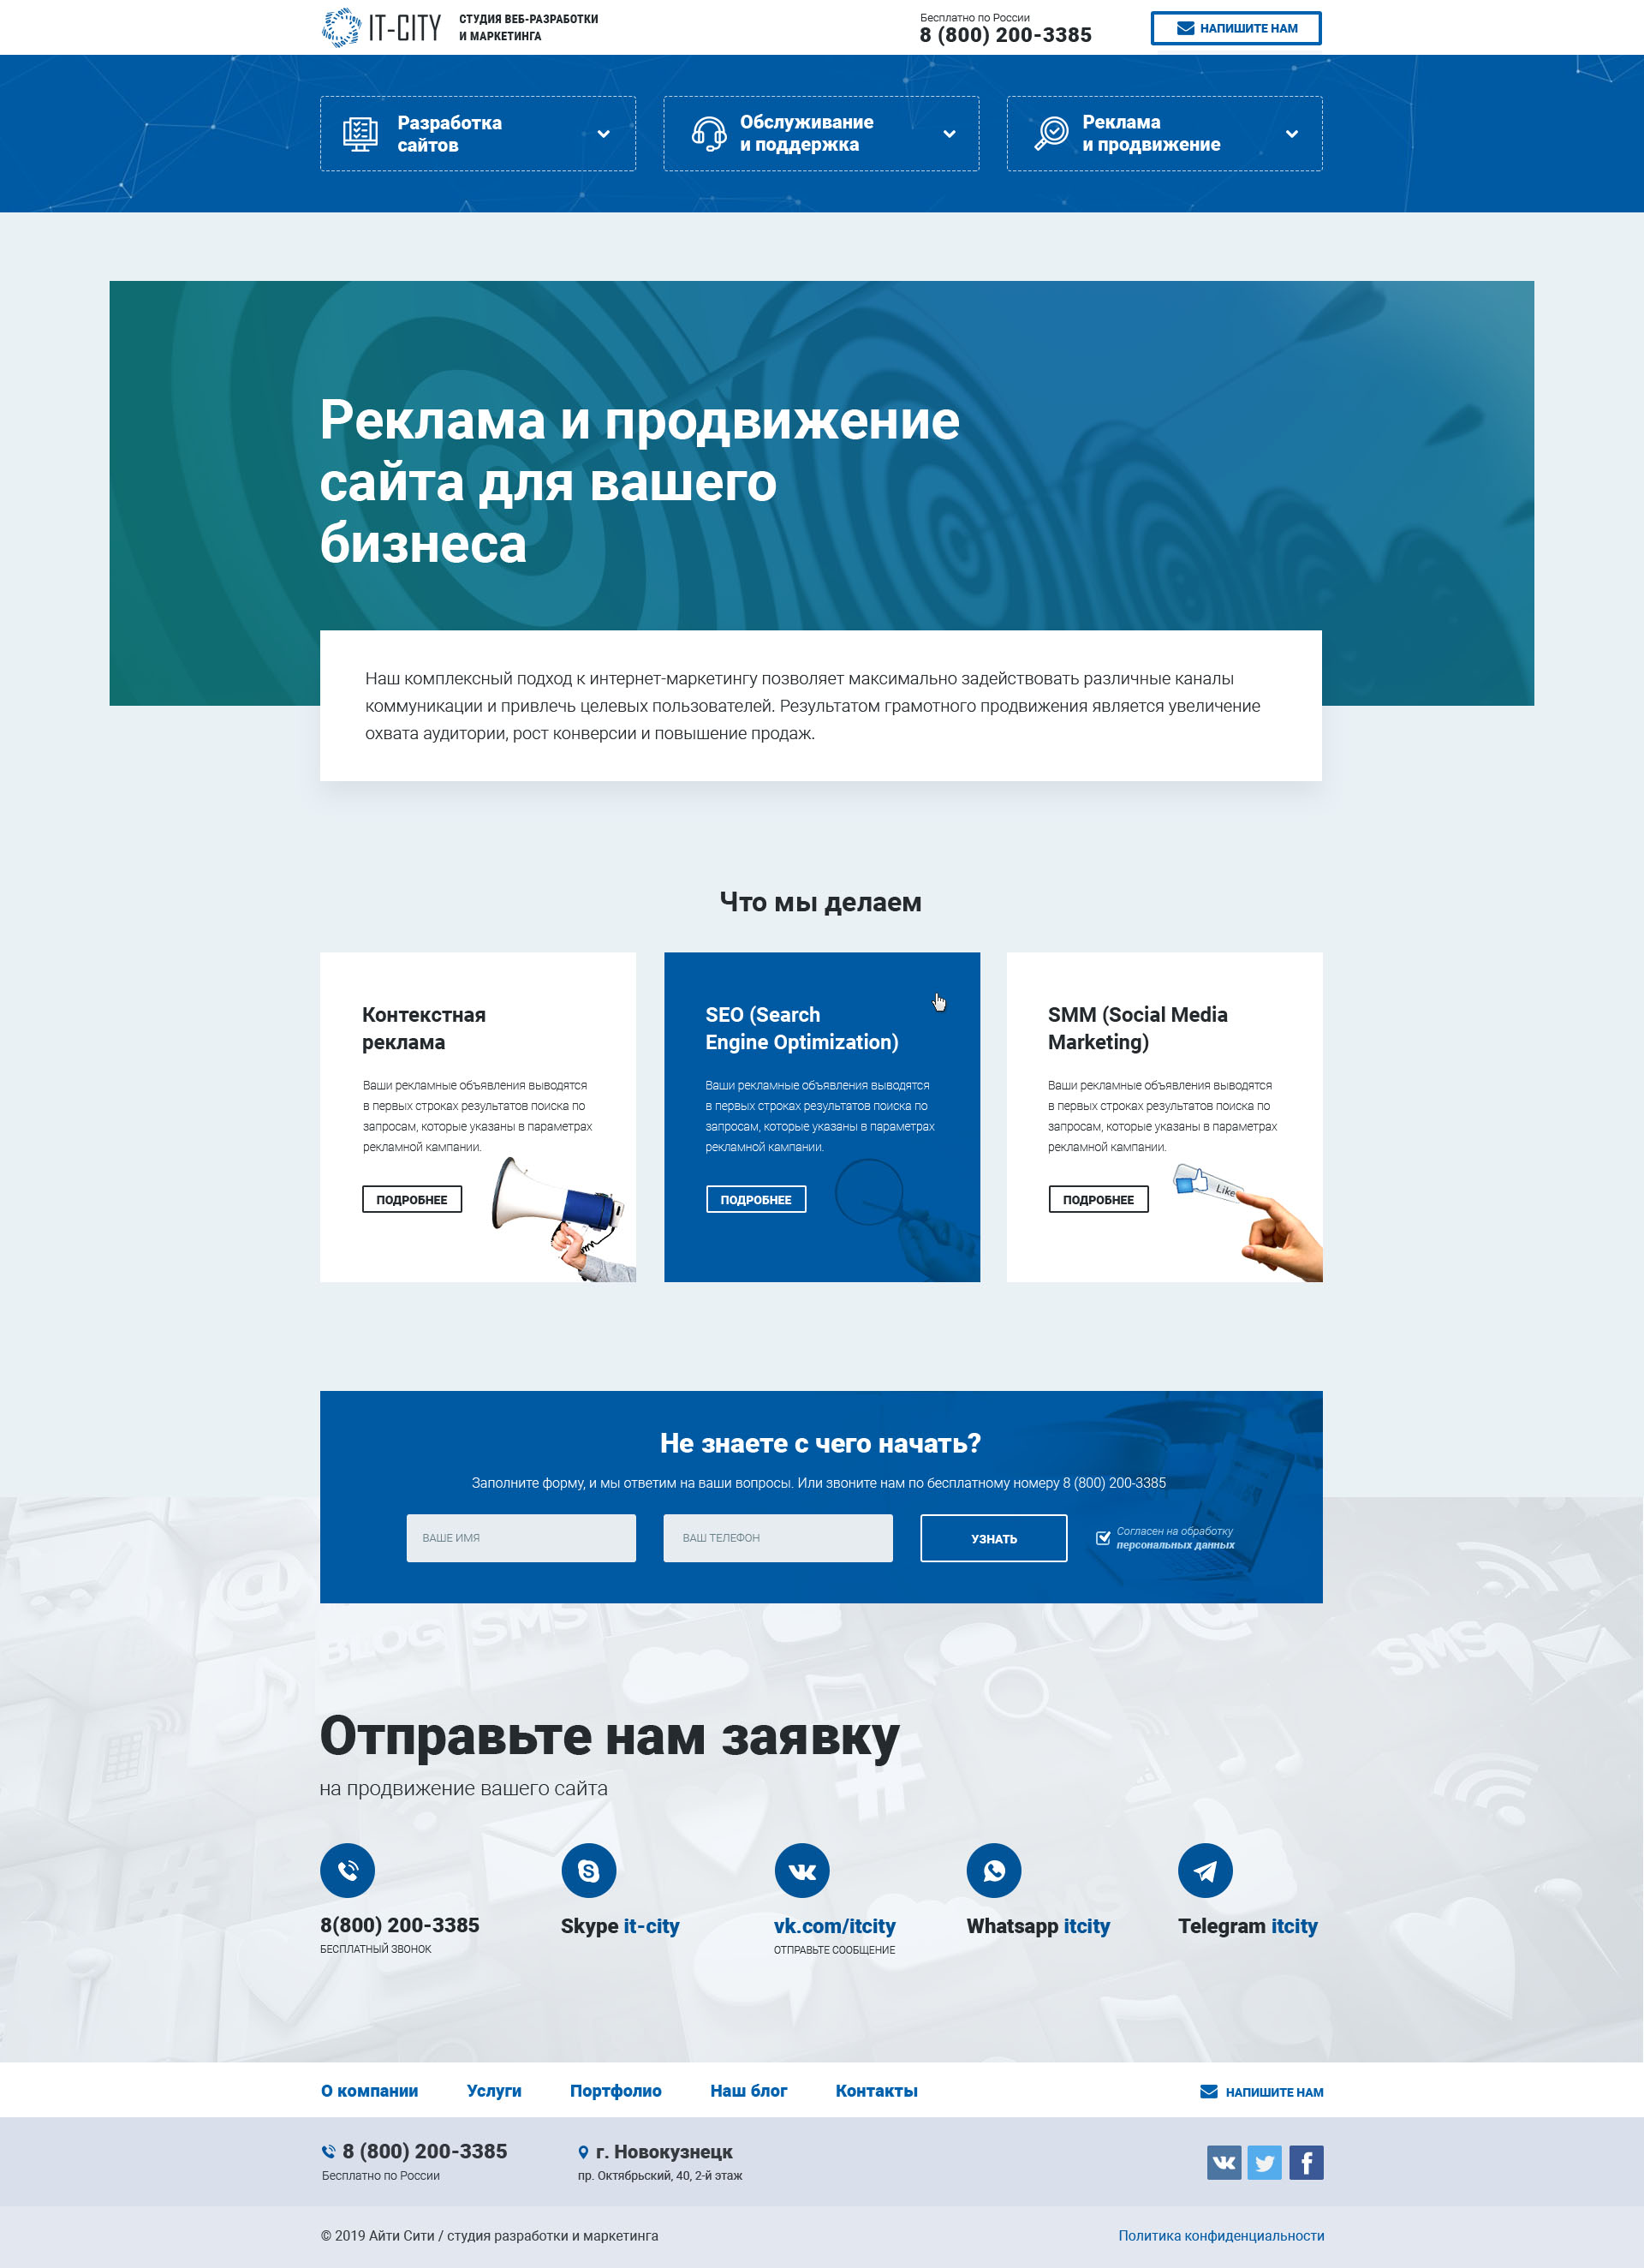 IT-CITY
СТУДИЯ ВЕБ-РАЗРАБОТКИ
И МАРКЕТИНГА
Бесплатно по России
8 (800) 200-3385
НАПИШИТЕ НАМ
Разработка
сайтов
Обслуживание
и поддержка
Реклама
и продвижение
Реклама и продвижение
сайта для вашего
бизнеса
Наш комплексный подход к интернет-маркетингу позволяет максимально задействовать различные каналы
коммуникации и привлечь целевых пользователей. Результатом грамотного продвижения является увеличение
охвата аудитории, рост конверсии и повышение продаж.
Что мы делаем
Контекстная
реклама
Ваши рекламные объявления выводятся
в первых строках результатов поиска по
запросам, которые указаны в параметрах
рекламной кампании.
ПОДРОБНЕЕ
SEO (Search
Engine Optimization)
Ваши рекламные объявления выводятся
в первых строках результатов поиска по
запросам, которые указаны в параметрах
рекламной кампании.
ПОДРОБНЕЕ
SMM (Social Media
Marketing)
Ваши рекламные объявления выводятся
в первых строках результатов поиска по
запросам, которые указаны в параметрах
рекламной кампании.
Like
ПОДРОБНЕЕ
Не знаете с чего начать?
Заполните форму, и мы ответим на ваши вопросы. Или звоните нам по бесплатному номеру 8 (800) 200-3385
ВАШЕ ИМЯ
ВАШ ТЕЛЕФОН
УЗНАТЬ
Согласен на обработку
персональных данных
BLOG
SMS
SMS
Отправьте нам заявку
на продвижение вашего сайта
8(800) 200-3385
БЕСПЛАТНЫЙ ЗВОНОК
Skype it-city
vk.com/itcity
ОТПРАВЬТЕ СООБЩЕНИЕ
Whatsapp itcity
Telegram itcity
О компании
Услуги
Портфолио
Наш блог
Контакты
НАПИШИТЕ НАМ
8 (800) 200-3385
Бесплатно по России
г. Новокузнецк
пр. Октябрьский, 40, 2-й этаж
© 2019 Айти Сити / студия разработки и маркетинга
Политика конфиденциальности